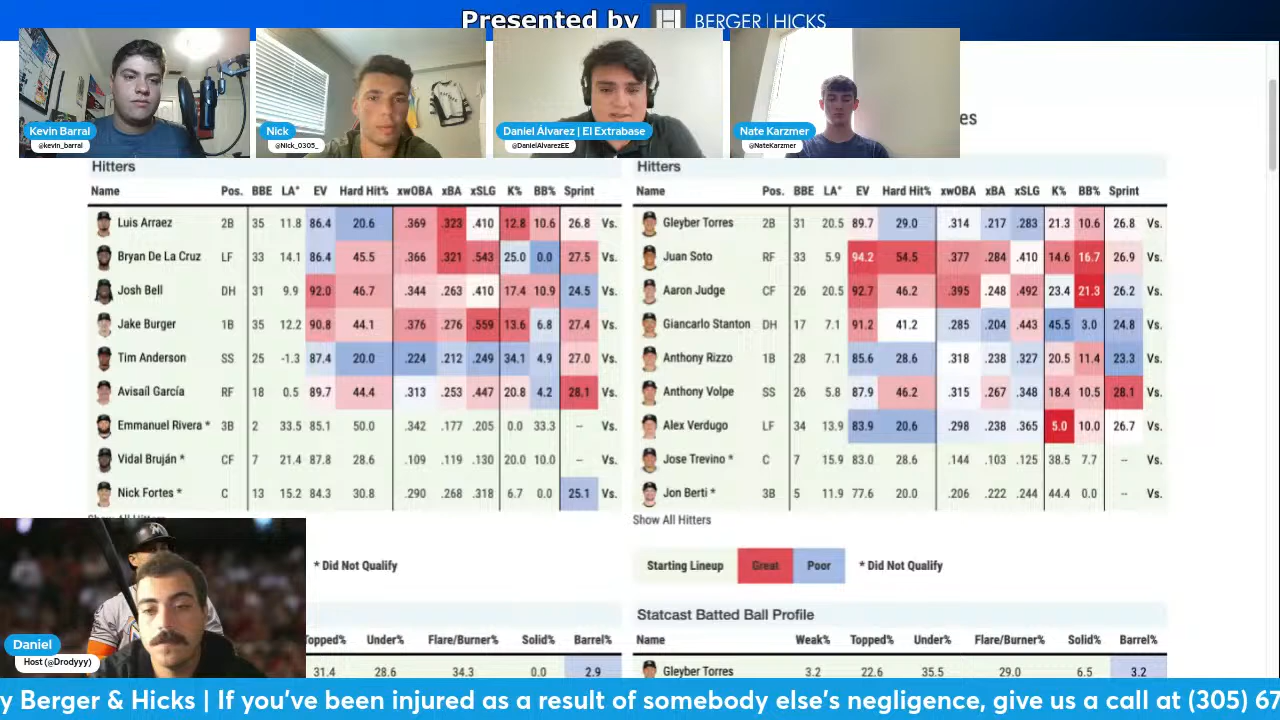 Presented by BERGER | HICKS
Kevin Barral
@kevin_barral
Nick
@Nick_0305_
Daniel Álvarez | El Extrabase
@DanielAlvarezEE
Nate Karzmer
@NateKarzmer
es
Hitters
Name Pos. BBE LA° EV Hard Hit% xwOBA xBA xSLG K% BB% Sprint
Luis Arraez 2B 35 11.8 86.4 20.6 .369 .323 .410 12.8 10.6 26.8 Vs.
Bryan De La Cruz LF 33 14.1 86.4 45.5 .366 .321 .543 25.0 0.0 27.5 Vs.
Josh Bell DH 31 9.9 92.0 46.7 .344 .263 .410 17.4 10.9 24.5 Vs.
Jake Burger 1B 35 12.2 90.8 44.1 .376 .276 .559 13.6 6.8 27.4 Vs.
Tim Anderson SS 25 -1.3 87.4 20.0 .224 .212 .249 34.1 4.9 27.0 Vs.
Avisaíl García RF 18 0.5 89.7 44.4 .313 .253 .447 20.8 4.2 28.1 Vs.
Emmanuel Rivera * 3B 2 33.5 85.1 50.0 .342 .177 .205 0.0 33.3 -- Vs.
Vidal Bruján * CF 7 21.4 87.8 28.6 .109 .119 .130 20.0 10.0 -- Vs.
Nick Fortes * C 13 15.2 84.3 30.8 .290 .268 .318 6.7 0.0 25.1 Vs.
Show All Hitters
* Did Not Qualify
Hitters
Name Pos. BBE LA° EV Hard Hit% xwOBA xBA xSLG K% BB% Sprint
Gleyber Torres 2B 31 20.5 89.7 29.0 .314 .217 .283 21.3 10.6 26.8 Vs.
Juan Soto RF 33 5.9 94.2 54.5 .377 .284 .410 14.6 16.7 26.9 Vs.
Aaron Judge CF 26 20.5 92.7 46.2 .395 .248 .492 23.4 21.3 26.2 Vs.
Giancarlo Stanton DH 17 7.1 91.2 41.2 .285 .204 .443 45.5 3.0 24.8 Vs.
Anthony Rizzo 1B 28 7.1 85.6 28.6 .318 .238 .327 20.5 11.4 23.3 Vs.
Anthony Volpe SS 26 5.8 87.9 46.2 .315 .267 .348 18.4 10.5 28.1 Vs.
Alex Verdugo LF 34 13.9 83.9 20.6 .298 .238 .365 5.0 10.0 26.7 Vs.
Jose Trevino * C 7 15.9 83.0 28.6 .144 .103 .125 38.5 7.7 -- Vs.
Jon Berti * 3B 5 11.9 77.6 20.0 .206 .222 .244 44.4 0.0 -- Vs.
Show All Hitters
Starting Lineup Great Poor * Did Not Qualify
Topped% Under% Flare/Burner% Solid% Barrel%
31.4 28.6 34.3 0.0 2.9
Statcast Batted Ball Profile
Name Weak% Topped% Under% Flare/Burner% Solid% Barrel%
Gleyber Torres 3.2 22.6 35.5 29.0 6.5 3.2
Daniel
Host (@Drodyyy)
y Berger & Hicks | If you've been injured as a result of somebody else's negligence, give us a call at (305) 67